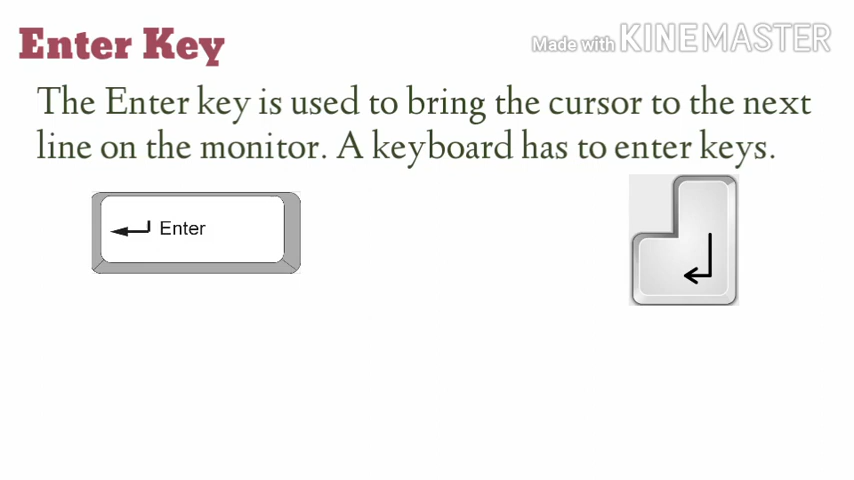 Enter Key
Made with KINEMASTER
The Enter key is used to bring the cursor to the next
line on the monitor. A keyboard has to enter keys.
Enter